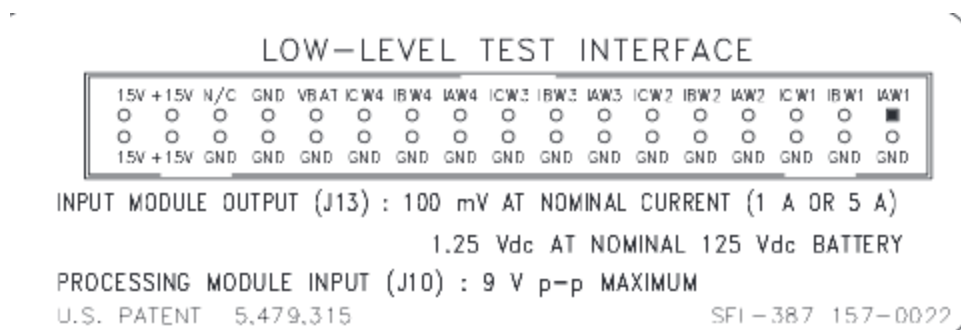 LOW-LEVEL TEST INTERFACE
15V +15V N/C GND VBAT ICW4 IBW4 IAW4 ICW3 IBW3 IAW3 ICW2 IBW2 IAW2 ICW1 IBW1 IAW1
15V +15V GND GND GND GND GND GND GND GND GND GND GND GND GND GND GND
INPUT MODULE OUTPUT (J13) : 100 mV AT NOMINAL CURRENT (1 A OR 5 A)
1.25 Vdc AT NOMINAL 125 Vdc BATTERY
PROCESSING MODULE INPUT (J10) : 9 V p-p MAXIMUM
U.S. PATENT 5,479,315
SEL-387 157-0022